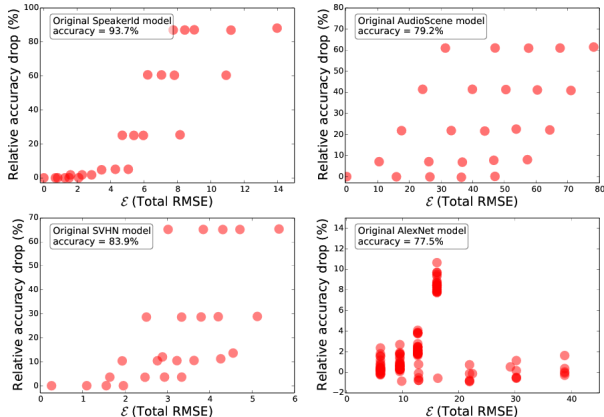 Original SpeakerId model
accuracy = 93.7%
Relative accuracy drop (%)
100
80
60
40
20
0
0 2 4 6 8 10 12 14 16
ℰ (Total RMSE)
Original AudioScene model
accuracy = 79.2%
Relative accuracy drop (%)
80
60
40
20
0
0 10 20 30 40 50 60 70 80
ℰ (Total RMSE)
Original SVHN model
accuracy = 83.9%
Relative accuracy drop (%)
70
60
50
40
30
20
10
0
0 1 2 3 4 5 6
ℰ (Total RMSE)
Original AlexNet model
accuracy = 77.5%
Relative accuracy drop (%)
14
12
10
8
6
4
2
0
−2
0 10 20 30 40
ℰ (Total RMSE)